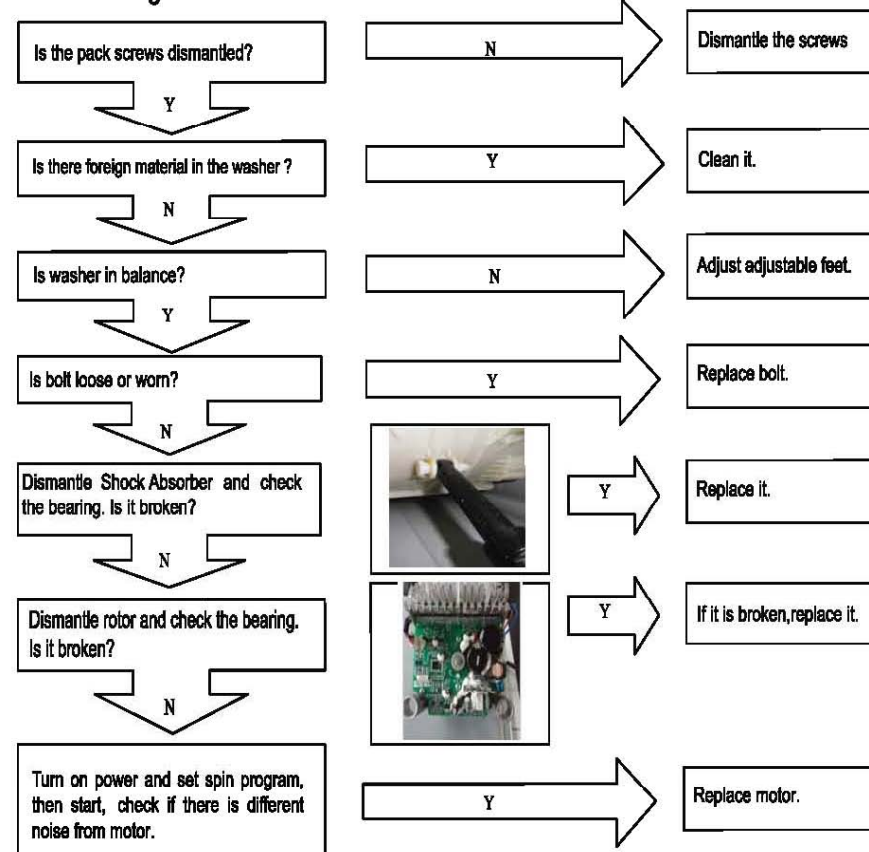 Is the pack screws dismantled?
N
Dismantle the screws
Y
Is there foreign material in the washer ?
Y
Clean it.
N
Is washer in balance?
N
Adjust adjustable feet.
Y
Is bolt loose or worn?
Y
Replace bolt.
N
Dismantle Shock Absorber and check
the bearing. Is it broken?
Y
Replace it.
N
Dismantle rotor and check the bearing.
Is it broken?
Y
If it is broken,replace it.
N
Turn on power and set spin program,
then start, check if there is different
noise from motor.
Y
Replace motor.